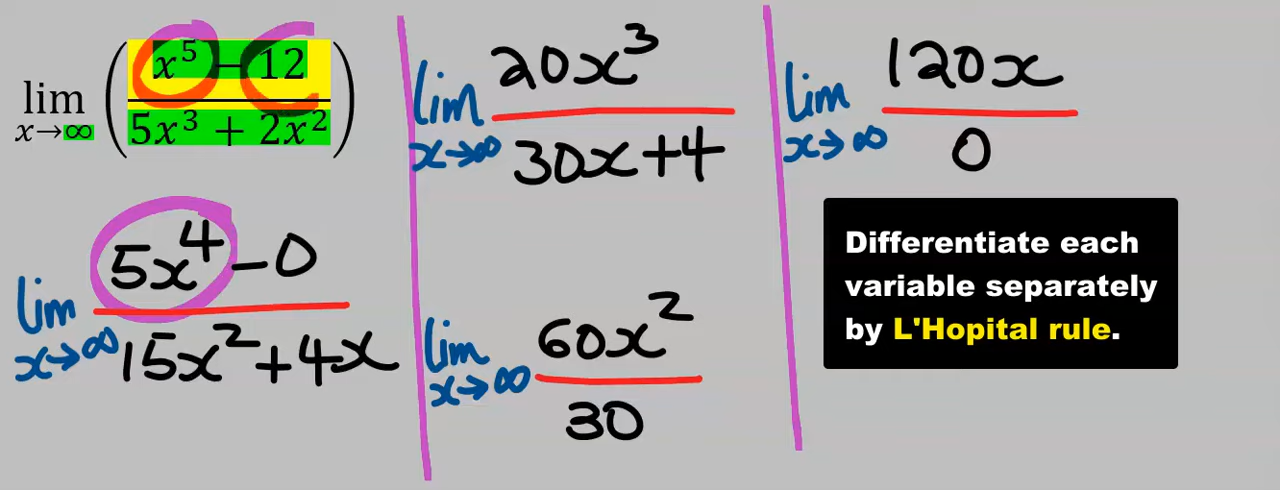 lim x→∞ ( (x⁵ − 12) / (5x³ + 2x²) )
lim x→∞ (5x⁴ − 0) / (15x² + 4x)
lim x→∞ 20x³ / (30x + 4)
lim x→∞ 60x² / 30
lim x→∞ 120x / 0
Differentiate each
variable separately
by L'Hopital rule.